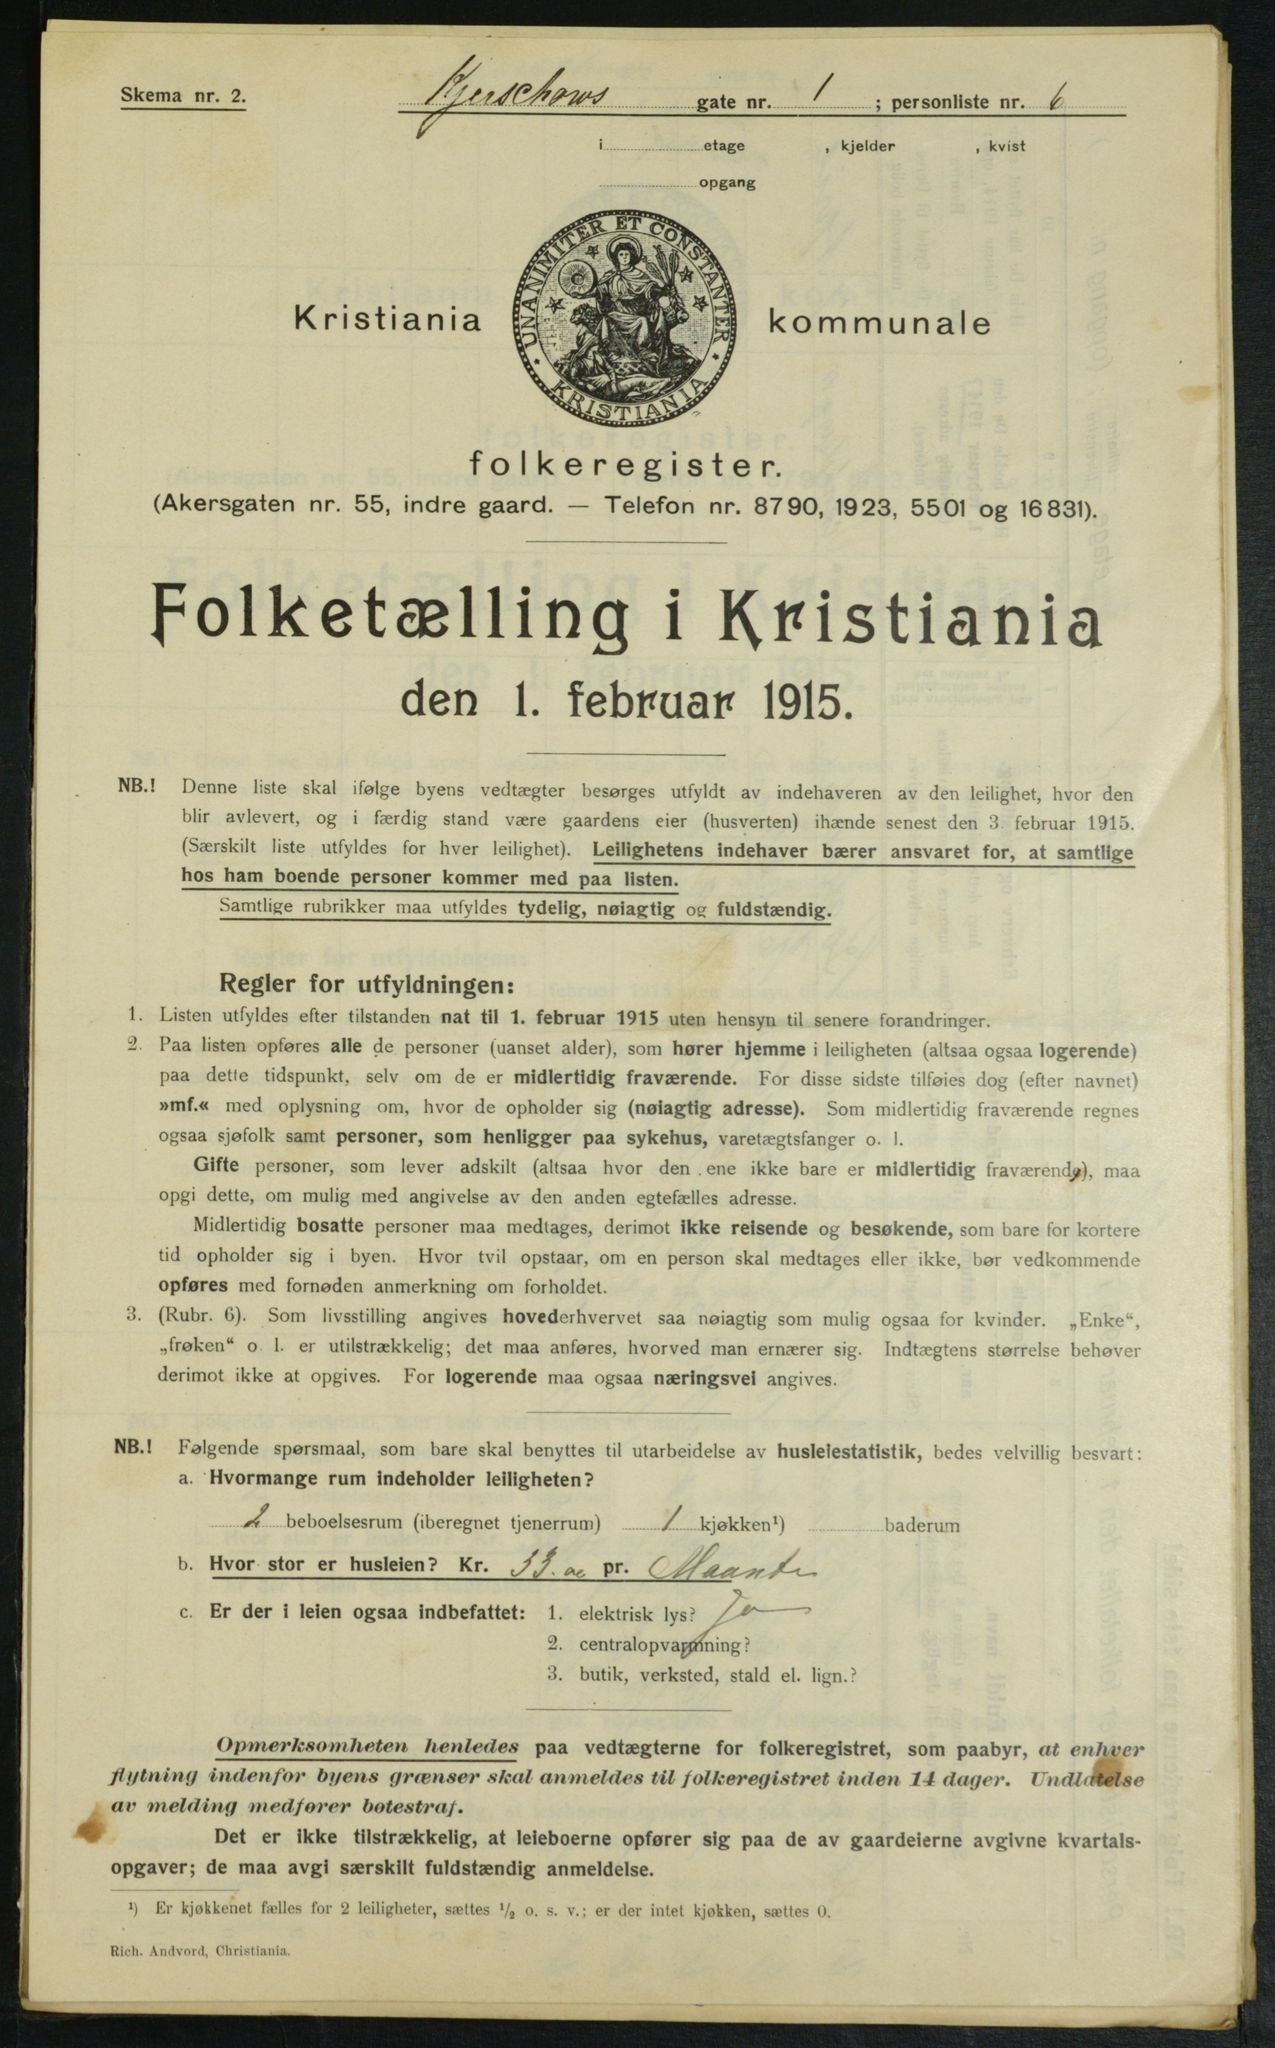 Skema nr. 2.
Kjerschows gate nr. 1 ; personliste nr. 6
i etage , kjelder , kvist
opgang
UNANIMITER ET CONSTANTER
KRISTIANIA
Kristiania kommunale
folkeregister.
(Akersgaten nr. 55, indre gaard. — Telefon nr. 8790, 1923, 5501 og 16831).
Folketælling i Kristiania
den 1. februar 1915.
NB.! Denne liste skal ifølge byens vedtægter besørges utfyldt av indehaveren av den leilighet, hvor den
blir avlevert, og i færdig stand være gaardens eier (husverten) ihænde senest den 3. februar 1915.
(Særskilt liste utfyldes for hver leilighet). Leilighetens indehaver bærer ansvaret for, at samtlige
hos ham boende personer kommer med paa listen.
Samtlige rubrikker maa utfyldes tydelig, nøiagtig og fuldstændig.
Regler for utfyldningen:
1. Listen utfyldes efter tilstanden nat til 1. februar 1915 uten hensyn til senere forandringer.
2. Paa listen opføres alle de personer (uanset alder), som hører hjemme i leiligheten (altsaa ogsaa logerende)
paa dette tidspunkt, selv om de er midlertidig fraværende. For disse sidste tilføies dog (efter navnet)
»mf.« med oplysning om, hvor de opholder sig (nøiagtig adresse). Som midlertidig fraværende regnes
ogsaa sjøfolk samt personer, som henligger paa sykehus, varetægtsfanger o. l.
Gifte personer, som lever adskilt (altsaa hvor den ene ikke bare er midlertidig fraværende), maa
opgi dette, om mulig med angivelse av den anden egtefælles adresse.
Midlertidig bosatte personer maa medtages, derimot ikke reisende og besøkende, som bare for kortere
tid opholder sig i byen. Hvor tvil opstaar, om en person skal medtages eller ikke, bør vedkommende
opføres med fornøden anmerkning om forholdet.
3. (Rubr. 6). Som livsstilling angives hovederhvervet saa nøiagtig som mulig ogsaa for kvinder. „Enke“,
„frøken“ o. l. er utilstrækkelig; det maa anføres, hvorved man ernærer sig. Indtægtens størrelse behøver
derimot ikke at opgives. For logerende maa ogsaa næringsvei angives.
NB.! Følgende spørsmaal, som bare skal benyttes til utarbeidelse av husleiestatistik, bedes velvillig besvart:
a. Hvormange rum indeholder leiligheten?
2 beboelsesrum (iberegnet tjenerrum) 1 kjøkken¹) baderum
b. Hvor stor er husleien? Kr. 33.oo pr. Maanted
c. Er der i leien ogsaa indbefattet: 1. elektrisk lys? Ja
2. centralopvarmning?
3. butik, verksted, stald el. lign.?
Opmerksomheten henledes paa vedtægterne for folkeregistret, som paabyr, at enhver
flytning indenfor byens grænser skal anmeldes til folkeregistret inden 14 dager. Undlatelse
av melding medfører bøtestraf.
Det er ikke tilstrækkelig, at leieboerne opfører sig paa de av gaardeierne avgivne kvartals-
opgaver; de maa avgi særskilt fuldstændig anmeldelse.
¹) Er kjøkkenet fælles for 2 leiligheter, sættes ½ o. s. v.; er der intet kjøkken, sættes 0.
Rich. Andvord, Christiania.